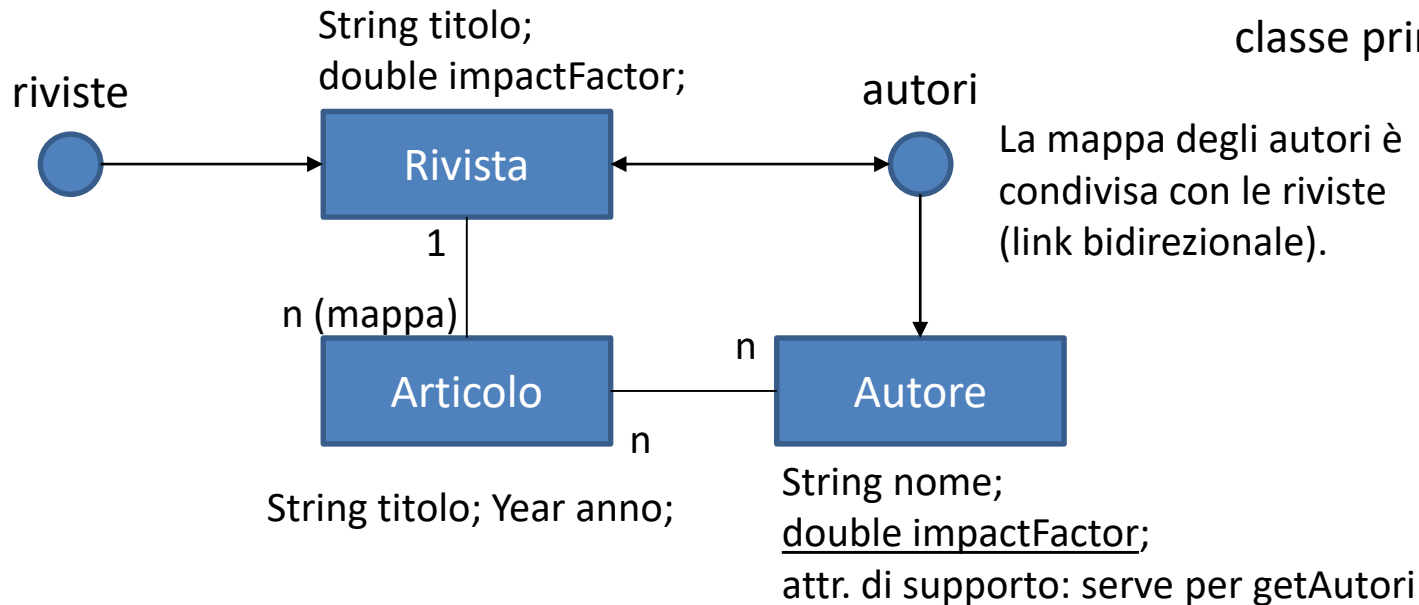 String titolo;
double impactFactor;
classe
riviste
autori
Rivista
La mappa degli autori è
condivisa con le riviste
(link bidirezionale).
1
n (mappa)
n
Articolo
Autore
n
String titolo; Year anno;
String nome;
double impactFactor;
attr. di supporto: serve per getAutori